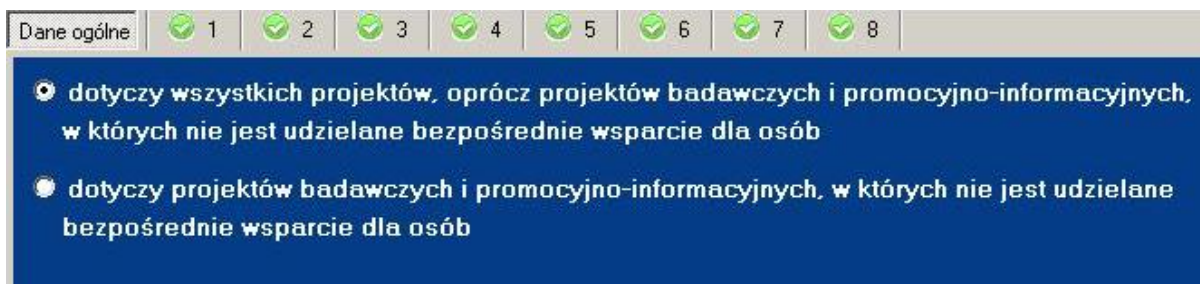 Dane ogólne 1 2 3 4 5 6 7 8
dotyczy wszystkich projektów, oprócz projektów badawczych i promocyjno-informacyjnych,
w których nie jest udzielane bezpośrednie wsparcie dla osób
dotyczy projektów badawczych i promocyjno-informacyjnych, w których nie jest udzielane
bezpośrednie wsparcie dla osób